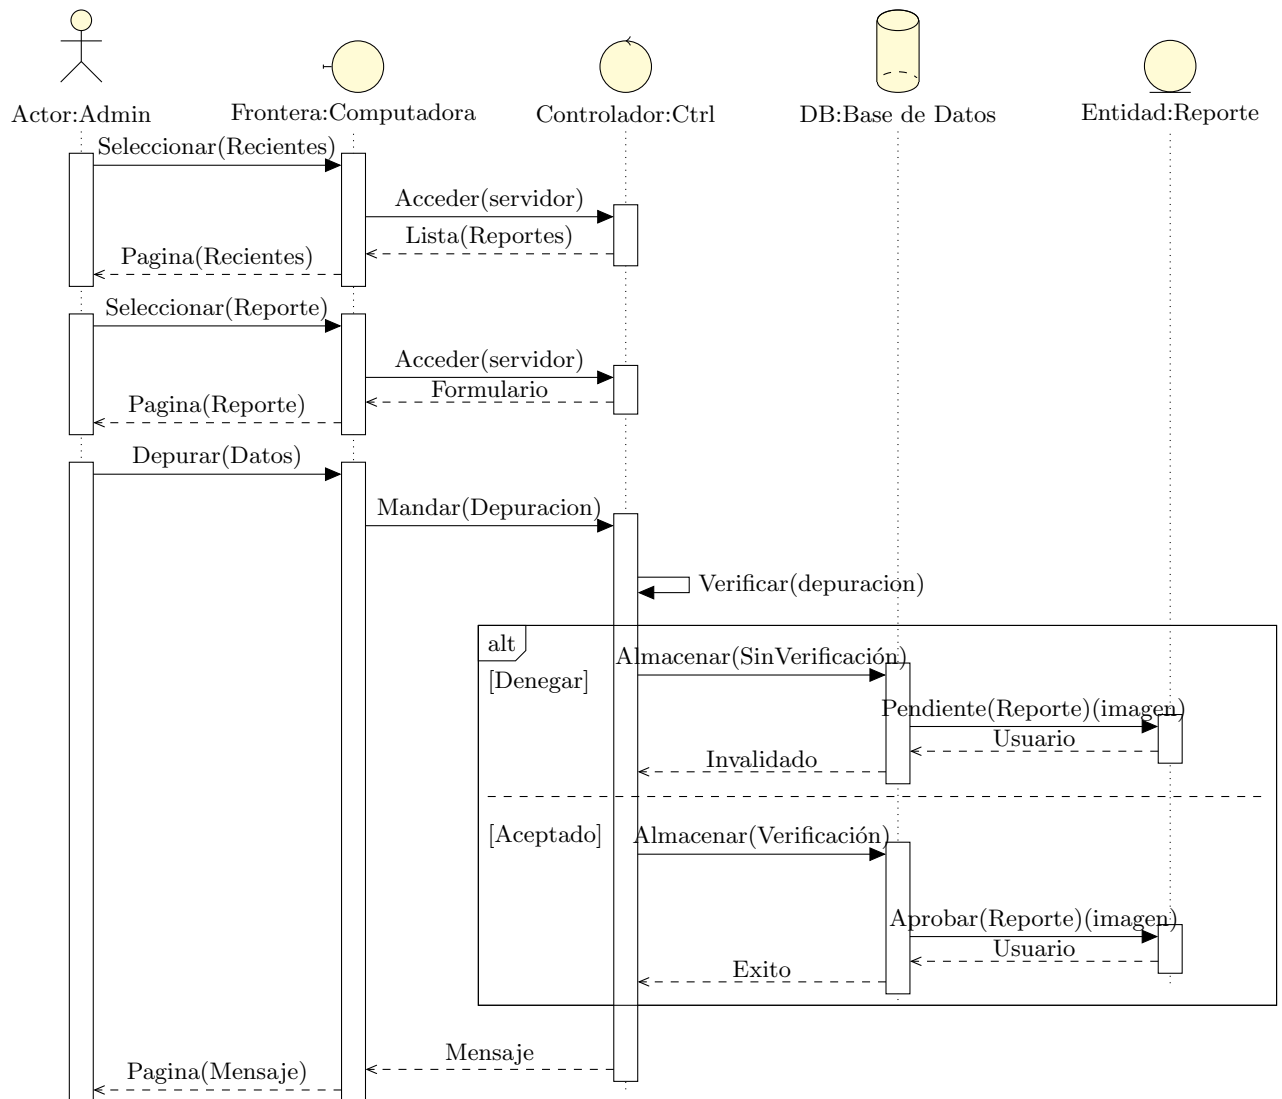 Actor:Admin
Frontera:Computadora
Controlador:Ctrl
DB:Base de Datos
Entidad:Reporte
Seleccionar(Recientes)
Acceder(servidor)
Lista(Reportes)
Pagina(Recientes)
Seleccionar(Reporte)
Acceder(servidor)
Formulario
Pagina(Reporte)
Depurar(Datos)
Mandar(Depuracion)
Verificar(depuracion)
alt
Almacenar(SinVerificación)
[Denegar]
Pendiente(Reporte)(imagen)
Usuario
Invalidado
[Aceptado]
Almacenar(Verificación)
Aprobar(Reporte)(imagen)
Usuario
Exito
Mensaje
Pagina(Mensaje)